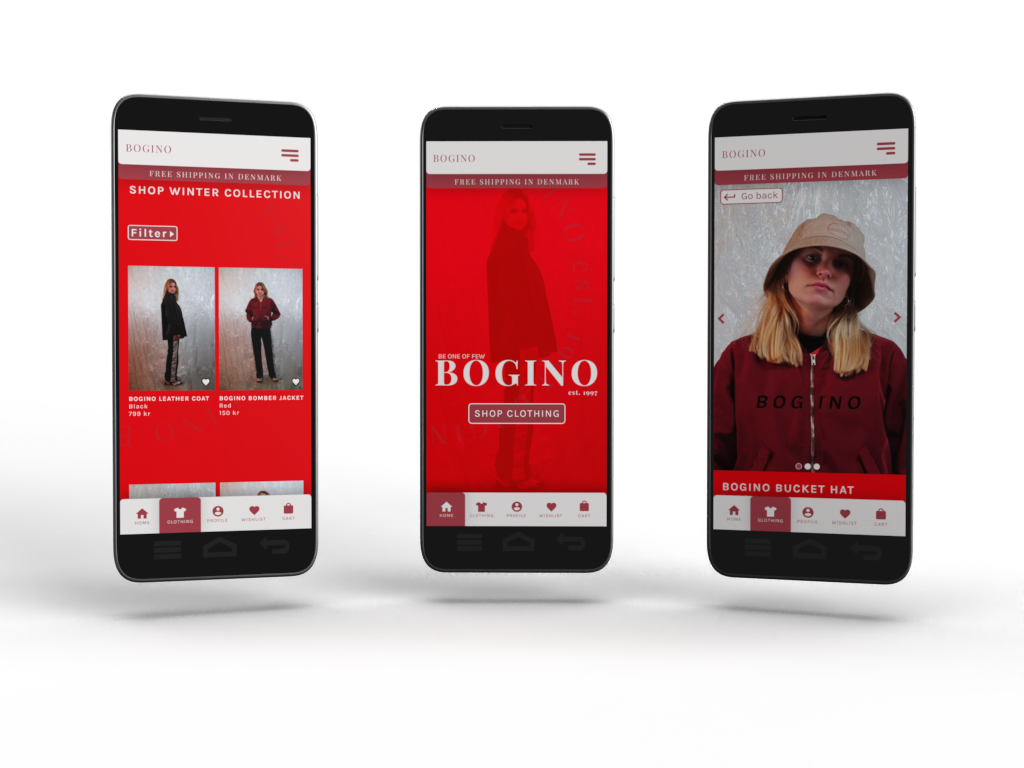 BOGINO
FREE SHIPPING IN DENMARK
SHOP WINTER COLLECTION
Filter
BOGINO LEATHER COAT
Black
799 kr
BOGINO BOMBER JACKET
Red
150 kr
HOME
CLOTHING
PROFILE
WISHLIST
CART
BOGINO
FREE SHIPPING IN DENMARK
BE ONE OF FEW
BOGINO
est. 1997
SHOP CLOTHING
HOME
CLOTHING
PROFILE
WISHLIST
CART
BOGINO
FREE SHIPPING IN DENMARK
Go back
BOGINO
BOGINO BUCKET HAT
HOME
CLOTHING
PROFILE
WISHLIST
CART